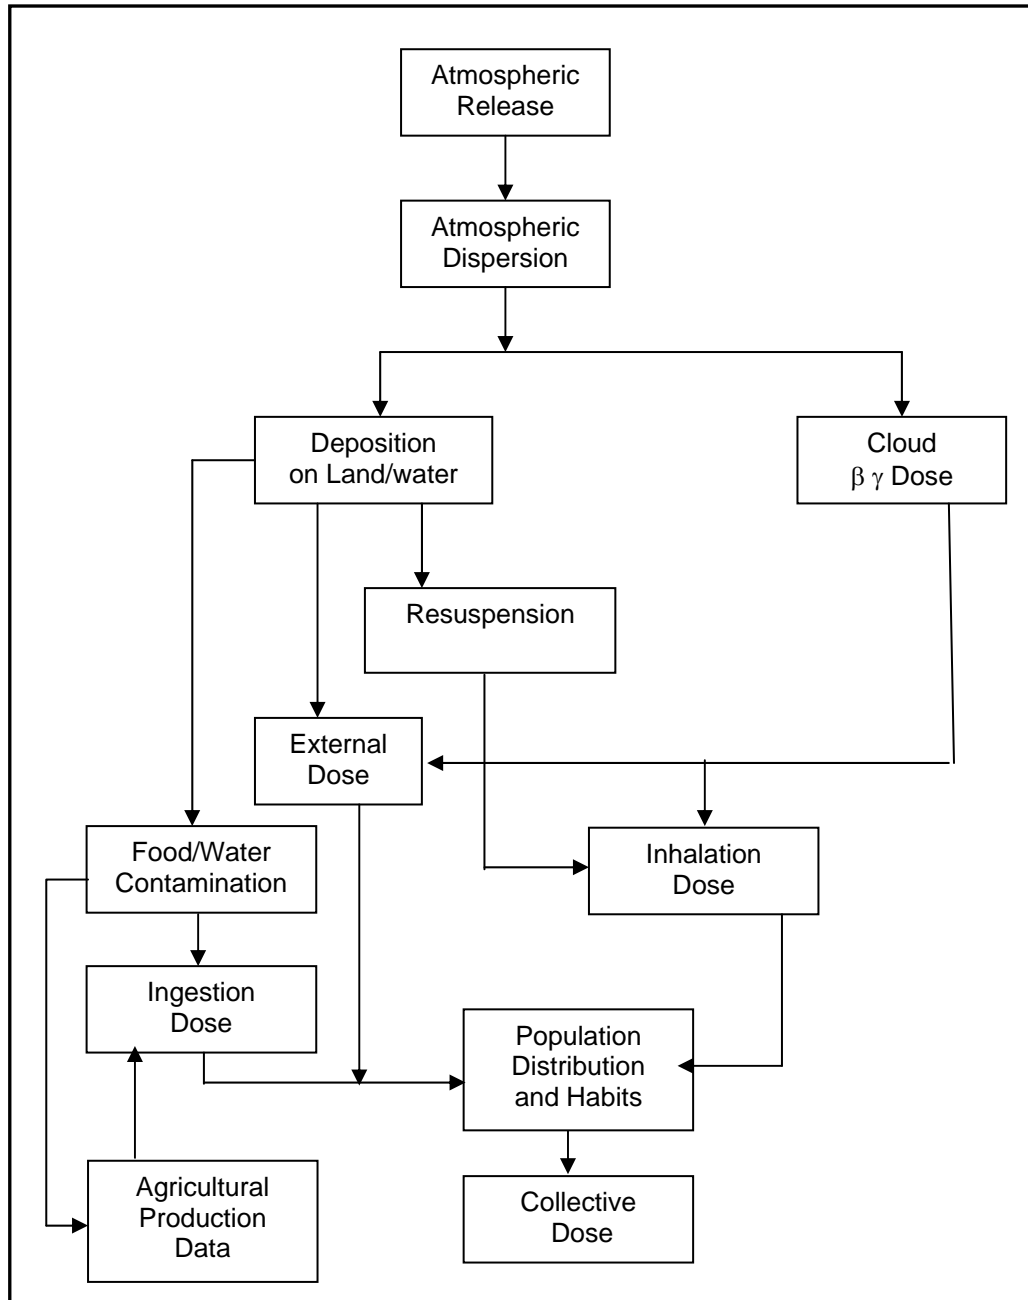 Atmospheric
Release
Atmospheric
Dispersion
Deposition
on Land/water
Cloud
β γ Dose
Resuspension
External
Dose
Food/Water
Contamination
Inhalation
Dose
Ingestion
Dose
Population
Distribution
and Habits
Agricultural
Production
Data
Collective
Dose